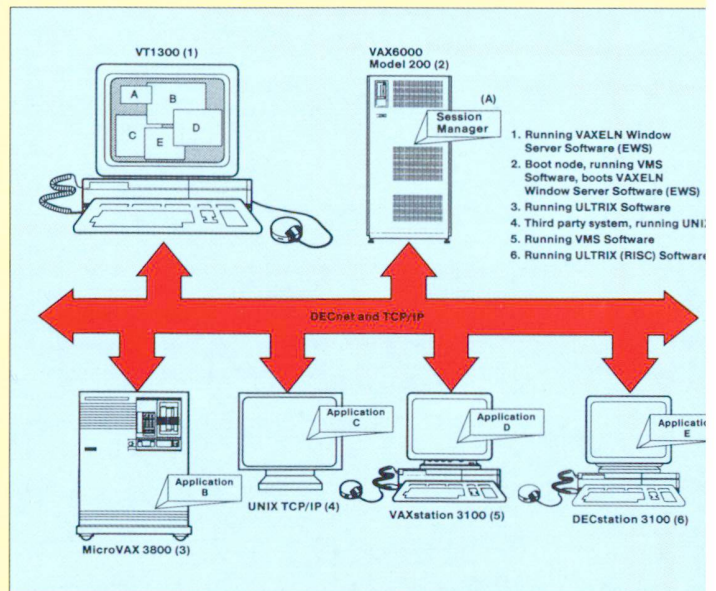 VT1300 (1)
A
B
C
D
E
VAX6000
Model 200 (2)
(A)
Session
Manager
1. Running VAXELN Window
Server Software (EWS)
2. Boot node, running VMS
Software, boots VAXELN
Window Server Software (EWS)
3. Running ULTRIX Software
4. Third party system, running UNIX
5. Running VMS Software
6. Running ULTRIX (RISC) Software
DECnet and TCP/IP
Application
B
MicroVAX 3800 (3)
Application
C
UNIX TCP/IP (4)
Application
D
VAXstation 3100 (5)
Applicatio
E
DECstation 3100 (6)